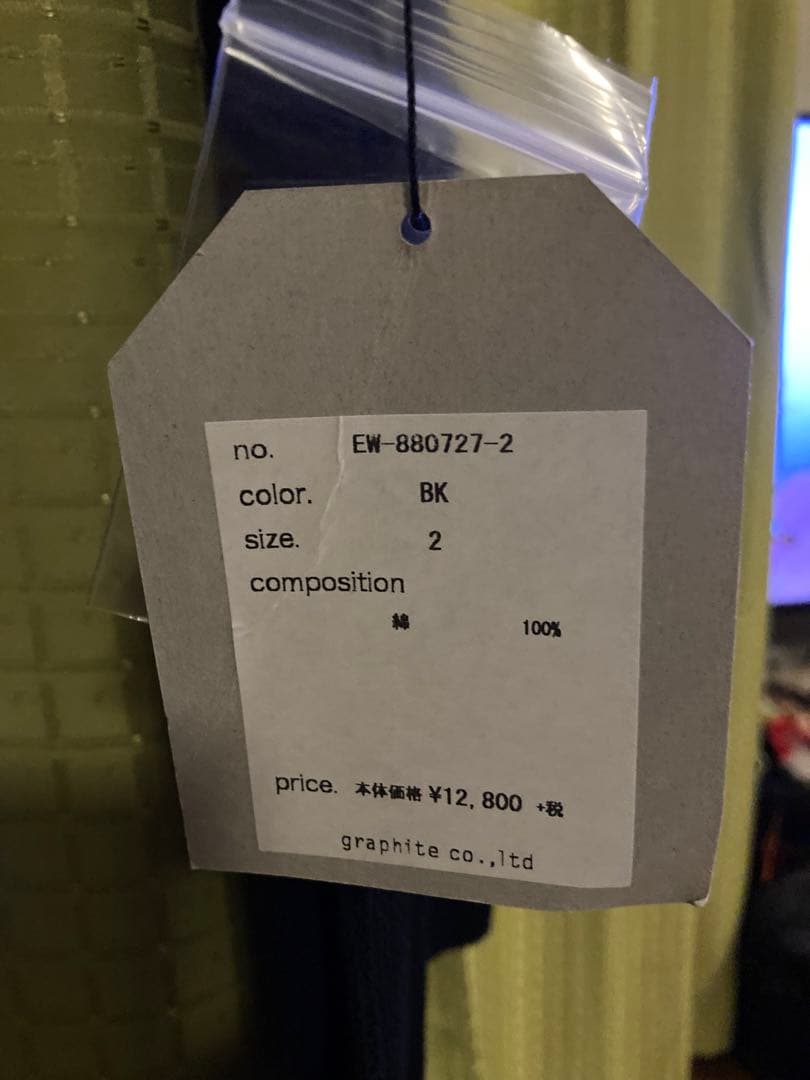 no. EW-880727-2
color. BK
size. 2
composition
綿 100%
price. 本体価格 ¥12,800 +税
graphite co.,ltd